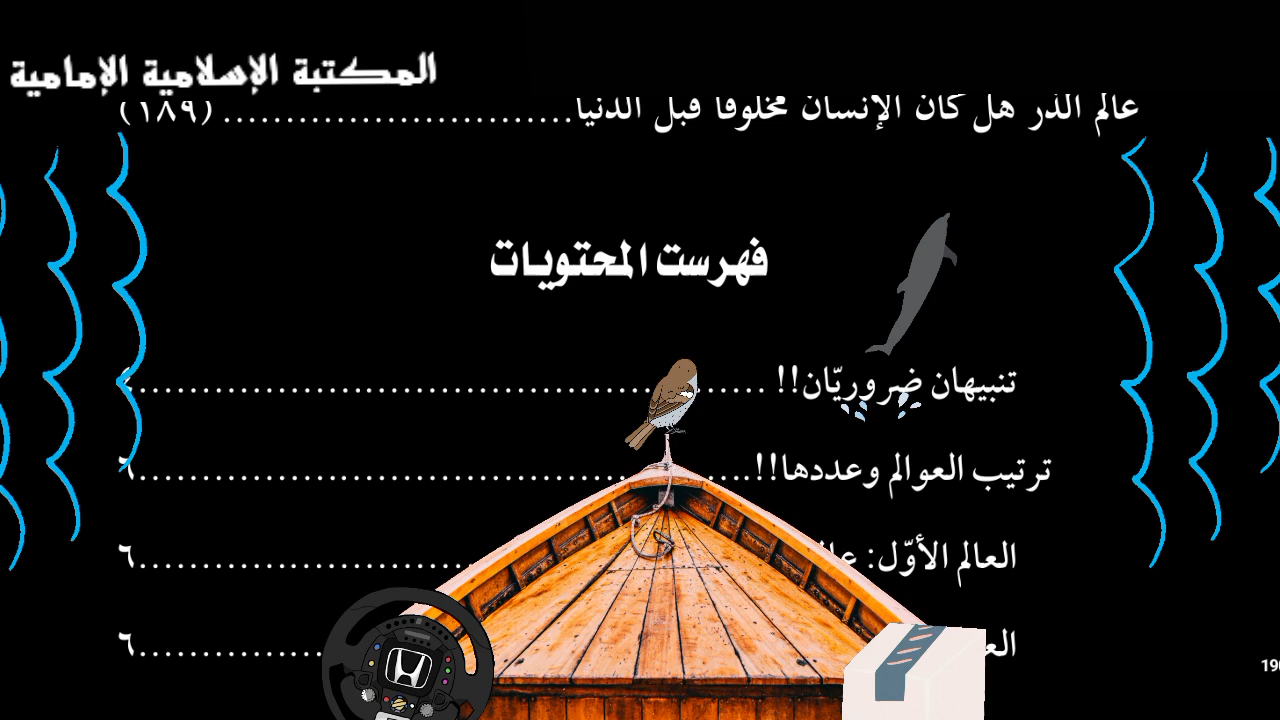 المكتبة الإسلامية الإمامية
عالم الذر هل كان الإنسان مخلوقا قبل الدنيا............................(١٨٩)
فهرست المحتويات
تنبيهان ضروريّان!! ..................................................
ترتيب العوالم وعددها!!..................................................٦
العالم الأوّل: ...........................٦
...............٦
190